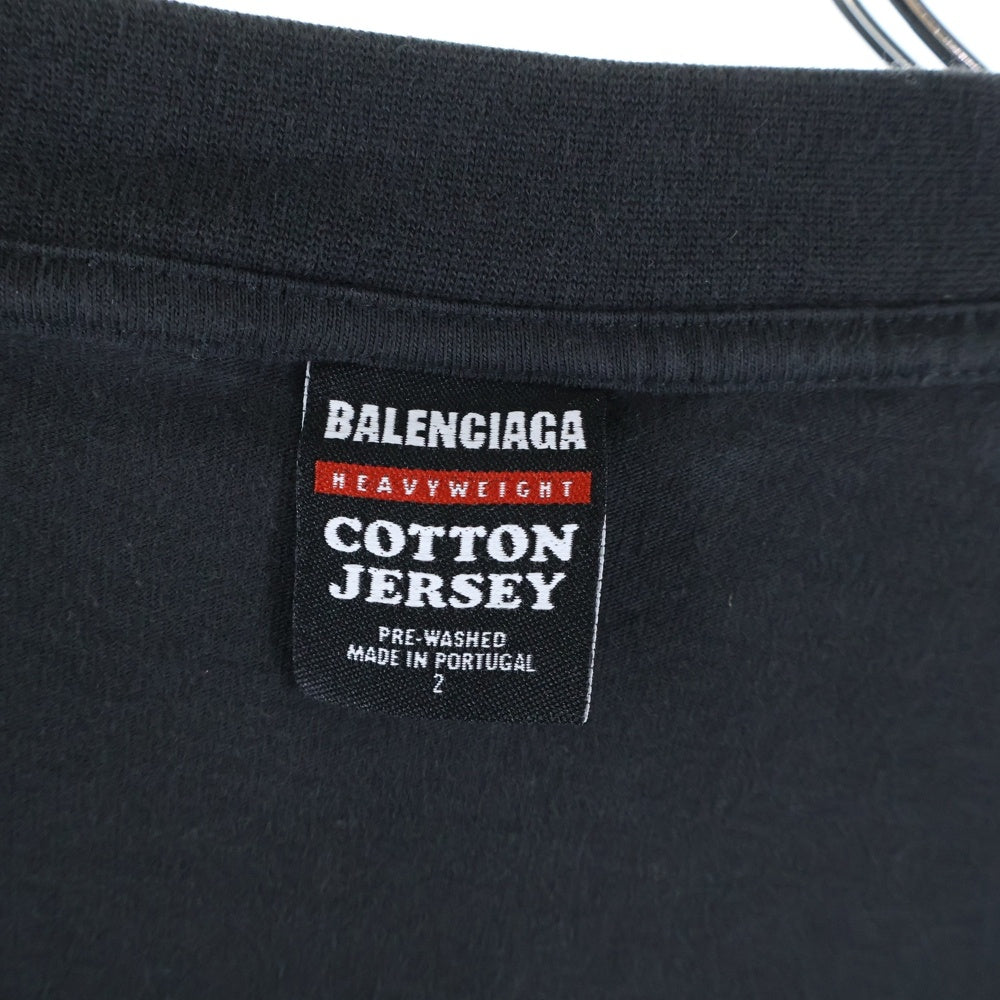 BALENCIAGA
HEAVYWEIGHT
COTTON
JERSEY
PRE-WASHED
MADE IN PORTUGAL
2